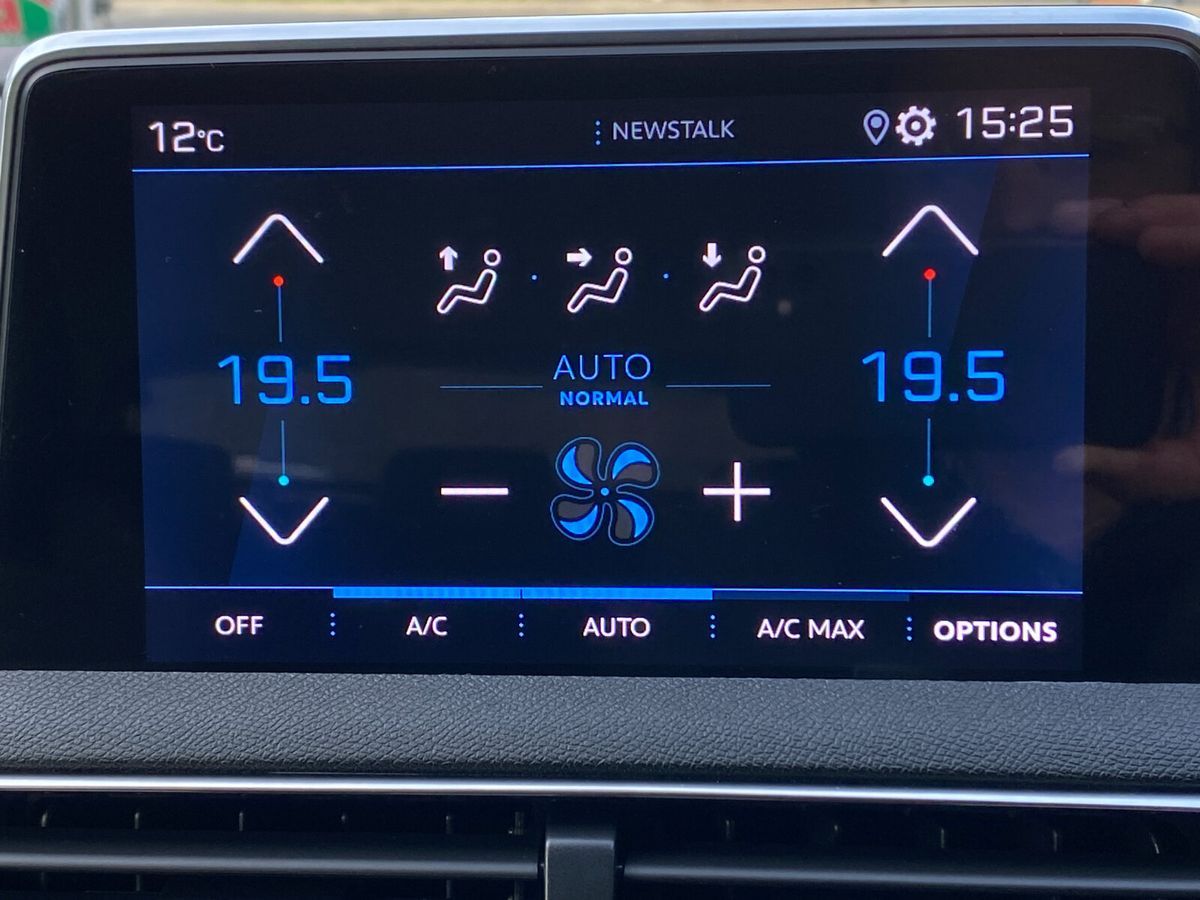 12°C
NEWSTALK
15:25
19.5
AUTO
NORMAL
19.5
OFF
A/C
AUTO
A/C MAX
OPTIONS